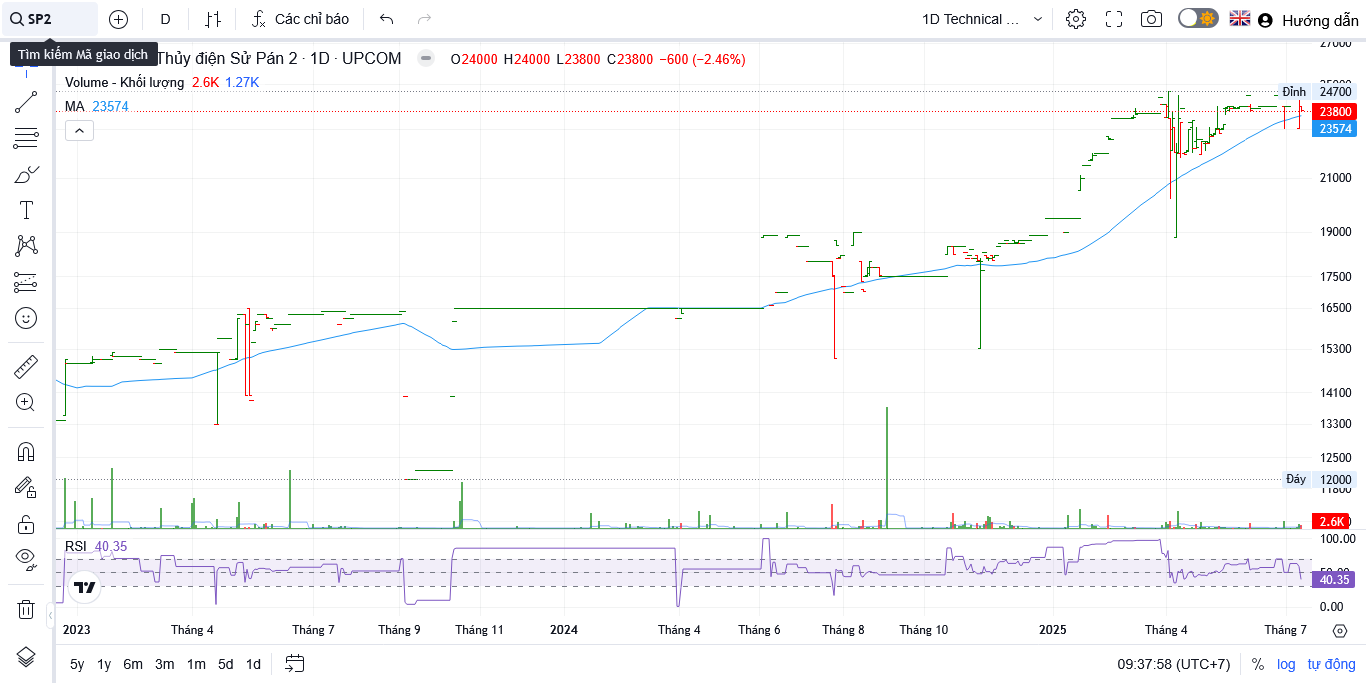 SP2
D
Các chỉ báo
1D Technical ...
Hướng dẫn
Tìm kiếm Mã giao dịch
Thủy điện Sử Pán 2 · 1D · UPCOM
O24000 H24000 L23800 C23800 −600 (−2.46%)
Volume - Khối lượng 2.6K 1.27K
MA 23574
27000
25000
Đỉnh 24700
23800
23574
21000
19000
17500
16500
15300
14100
13300
12500
Đáy 12000
11800
2.6K
RSI 40.35
100.00
50.00
40.35
0.00
2023 Tháng 4 Tháng 7 Tháng 9 Tháng 11 2024 Tháng 4 Tháng 6 Tháng 8 Tháng 10 2025 Tháng 4 Tháng 7
5y 1y 6m 3m 1m 5d 1d
09:37:58 (UTC+7) % log tự động